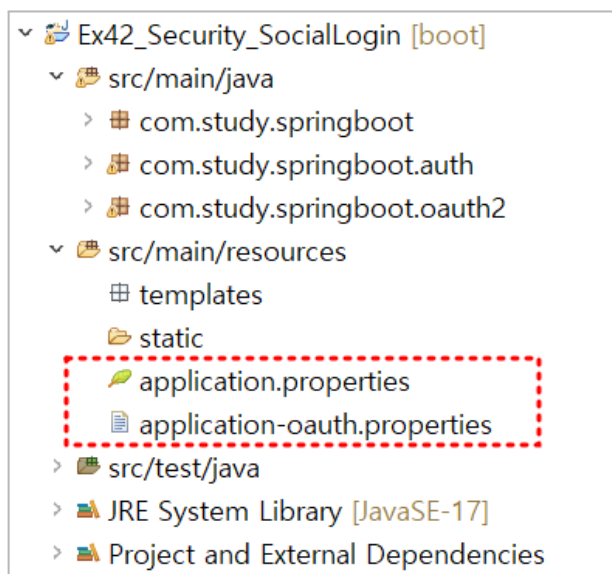 Ex42_Security_SocialLogin [boot]
src/main/java
com.study.springboot
com.study.springboot.auth
com.study.springboot.oauth2
src/main/resources
templates
static
application.properties
application-oauth.properties
src/test/java
JRE System Library [JavaSE-17]
Project and External Dependencies